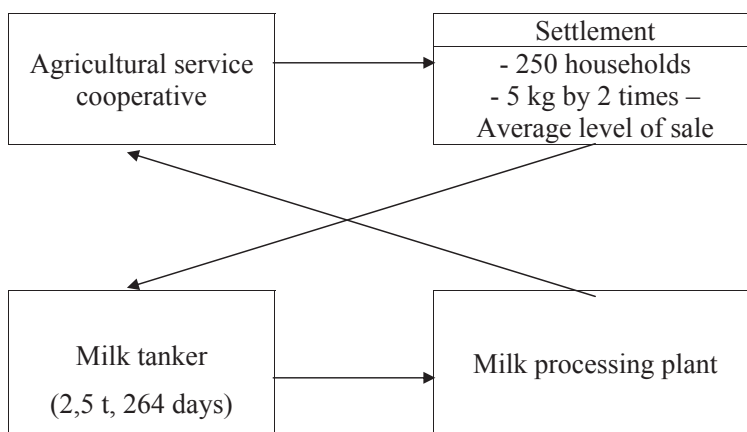 Agricultural service
cooperative
Settlement
- 250 households
- 5 kg by 2 times –
Average level of sale
Milk tanker
(2,5 t, 264 days)
Milk processing plant